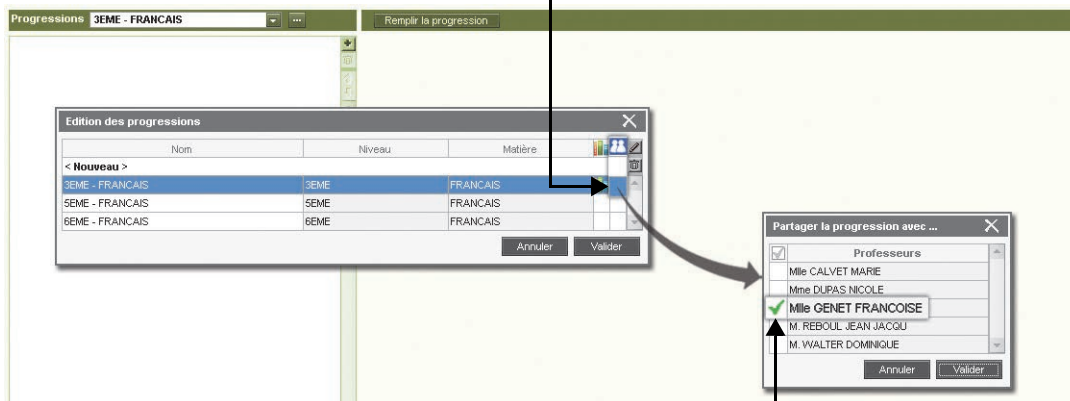 Progressions 3EME - FRANCAIS ... Remplir la progression
Edition des progressions
Nom Niveau Matière
< Nouveau >
3EME - FRANCAIS 3EME FRANCAIS
5EME - FRANCAIS 5EME FRANCAIS
6EME - FRANCAIS 6EME FRANCAIS
Annuler Valider
Partager la progression avec ...
Professeurs
Mlle CALVET MARIE
Mme DUPAS NICOLE
Mlle GENET FRANCOISE
M. REBOUL JEAN JACQU
M. WALTER DOMINIQUE
Annuler Valider